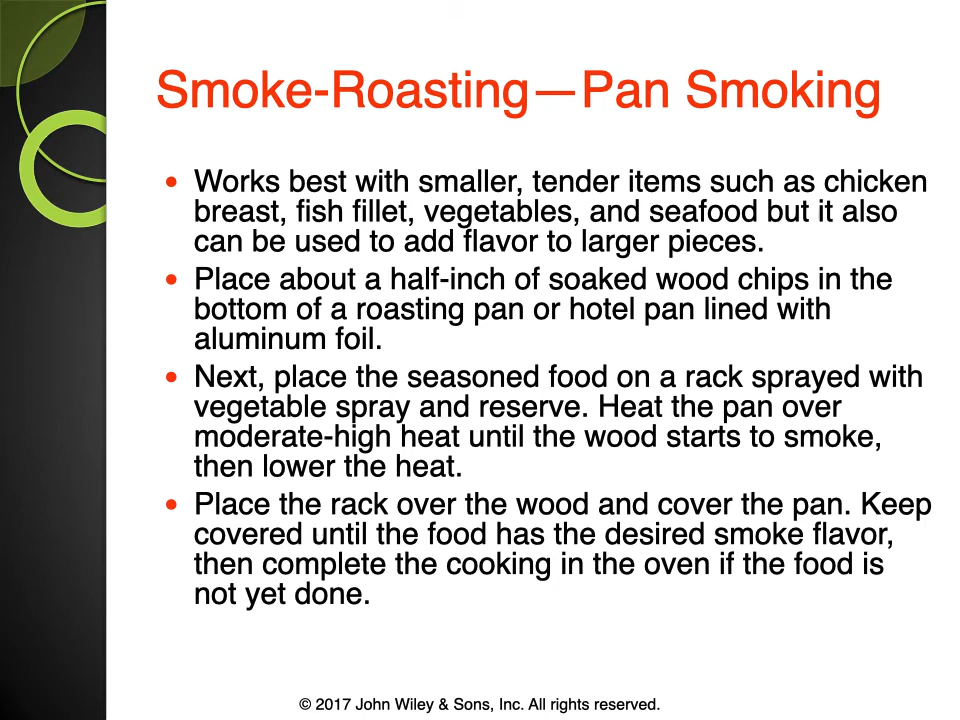 Smoke-Roasting—Pan Smoking
• Works best with smaller, tender items such as chicken
breast, fish fillet, vegetables, and seafood but it also
can be used to add flavor to larger pieces.
• Place about a half-inch of soaked wood chips in the
bottom of a roasting pan or hotel pan lined with
aluminum foil.
• Next, place the seasoned food on a rack sprayed with
vegetable spray and reserve. Heat the pan over
moderate-high heat until the wood starts to smoke,
then lower the heat.
• Place the rack over the wood and cover the pan. Keep
covered until the food has the desired smoke flavor,
then complete the cooking in the oven if the food is
not yet done.
© 2017 John Wiley & Sons, Inc. All rights reserved.